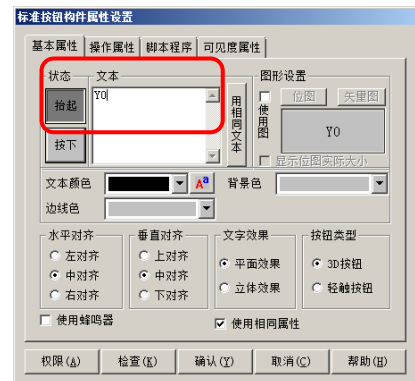 标准按钮构件属性设置
基本属性 操作属性 脚本程序 可见度属性
状态 文本 图形设置
抬起 Y0 用相同文本 使用图 位图 矢量图
Y0
按下 显示位图实际大小
文本颜色 Aa 背景色
边线色
水平对齐 垂直对齐 文字效果 按钮类型
左对齐 上对齐 平面效果 3D按钮
中对齐 中对齐 立体效果 轻触按钮
右对齐 下对齐
使用蜂鸣器 使用相同属性
权限(A) 检查(K) 确认(Y) 取消(C) 帮助(H)